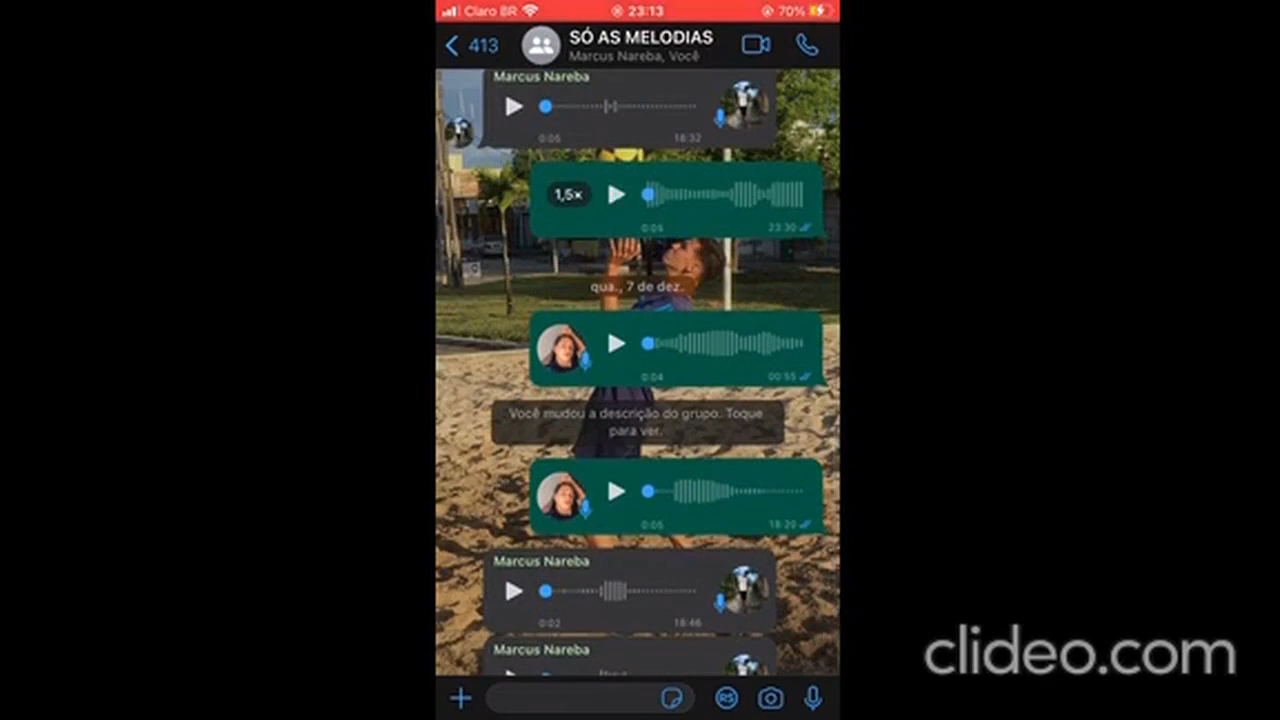 Claro BR
23:13
70%
413
SÓ AS MELODIAS
Marcus Nareba, Você
Marcus Nareba
0:05
18:32
1,5×
0:05
23:30
qua., 7 de dez.
0:04
00:55
Você mudou a descrição do grupo. Toque
para ver.
0:05
18:20
Marcus Nareba
0:02
18:46
Marcus Nareba
R$
clideo.com